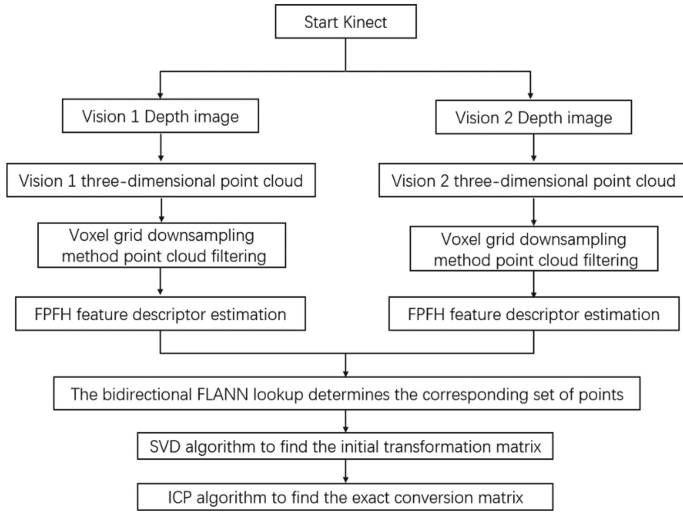 Start Kinect
Vision 1 Depth image
Vision 2 Depth image
Vision 1 three-dimensional point cloud
Vision 2 three-dimensional point cloud
Voxel grid downsampling
method point cloud filtering
Voxel grid downsampling
method point cloud filtering
FPFH feature descriptor estimation
FPFH feature descriptor estimation
The bidirectional FLANN lookup determines the corresponding set of points
SVD algorithm to find the initial transformation matrix
ICP algorithm to find the exact conversion matrix